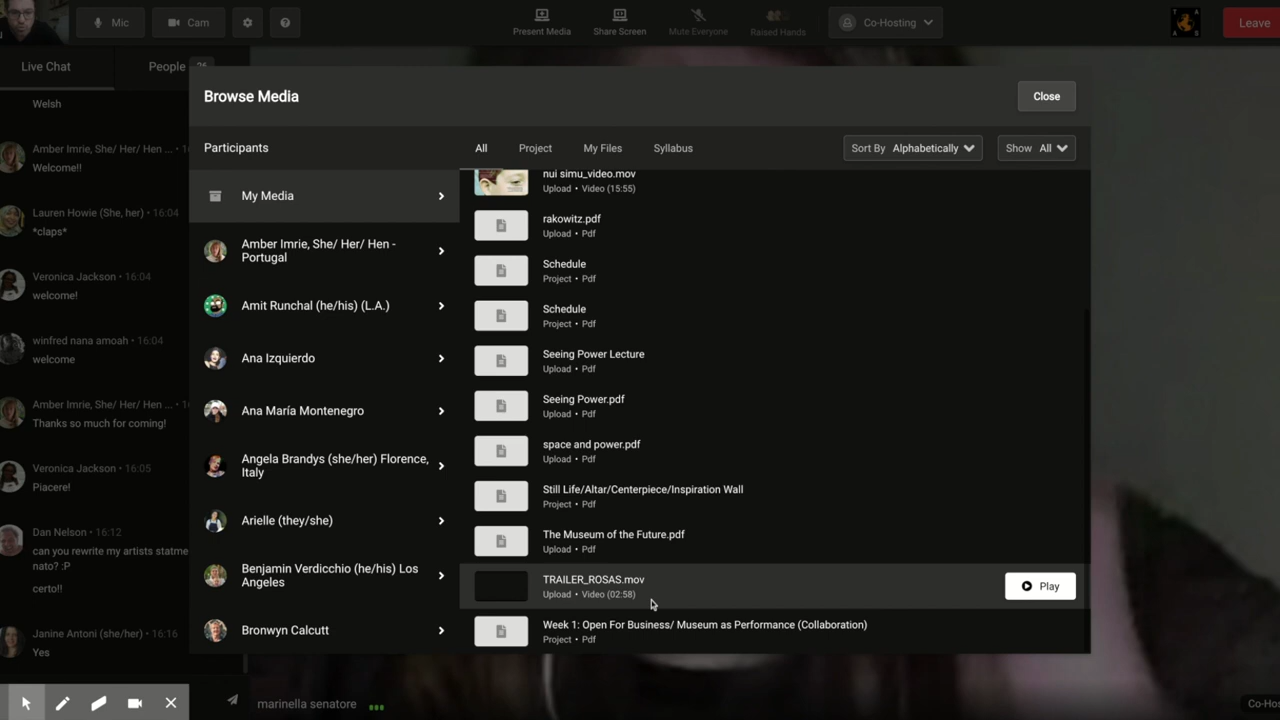 Mic
Cam
Present Media
Share Screen
Mute Everyone
Raised Hands
Co-Hosting
T A
A S
Leave
Live Chat
People 26
Welsh
Amber Imrie, She/ Her/ Hen ...
Welcome!!
Lauren Howie (She, her) • 16:04
*claps*
Veronica Jackson • 16:04
welcome!
winfred nana amoah • 16:04
welcome
Amber Imrie, She/ Her/ Hen ...
Thanks so much for coming!
Veronica Jackson • 16:05
Piacere!
Dan Nelson • 16:12
can you rewrite my artists statme
nato? :P
certo!!
Janine Antoni (she/her) • 16:16
Yes
Browse Media
Close
Participants
All
Project
My Files
Syllabus
Sort By Alphabetically
Show All
My Media
Amber Imrie, She/ Her/ Hen -
Portugal
Amit Runchal (he/his) (L.A.)
Ana Izquierdo
Ana María Montenegro
Angela Brandys (she/her) Florence,
Italy
Arielle (they/she)
Benjamin Verdicchio (he/his) Los
Angeles
Bronwyn Calcutt
nui simu_video.mov
Upload • Video (15:55)
rakowitz.pdf
Upload • Pdf
Schedule
Project • Pdf
Schedule
Project • Pdf
Seeing Power Lecture
Upload • Pdf
Seeing Power.pdf
Upload • Pdf
space and power.pdf
Upload • Pdf
Still Life/Altar/Centerpiece/Inspiration Wall
Project • Pdf
The Museum of the Future.pdf
Upload • Pdf
TRAILER_ROSAS.mov
Upload • Video (02:58)
Play
Week 1: Open For Business/ Museum as Performance (Collaboration)
Project • Pdf
marinella senatore
Co-Hos